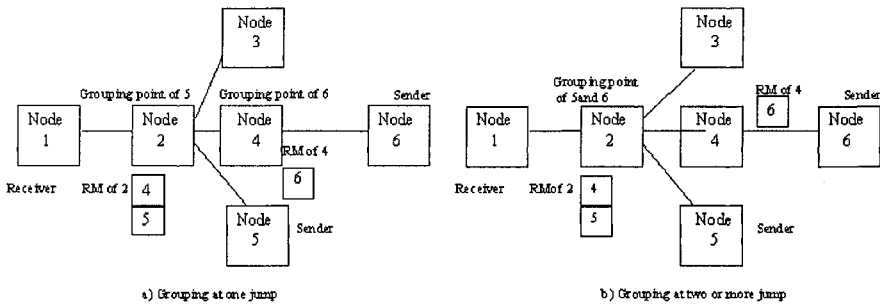 Node
3
Grouping point of 5
Grouping point of 6
Sender
Node
1
Node
2
Node
4
Node
6
RM of 4
6
Receiver
RM of 2
4
5
Node
5
Sender
a) Grouping at one jump
Node
3
Grouping point
of 5and 6
RM of 4
6
Sender
Node
1
Node
2
Node
4
Node
6
Receiver
RMof 2
4
5
Node
5
Sender
b) Grouping at two or more jump